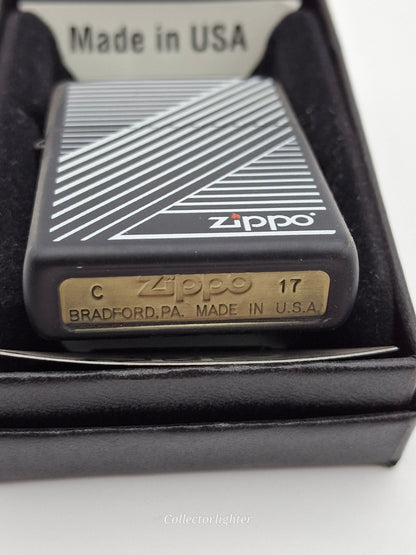 Made in USA
zippo
C Zippo 17
BRADFORD,PA. MADE IN U.S.A.
Collectorlighter